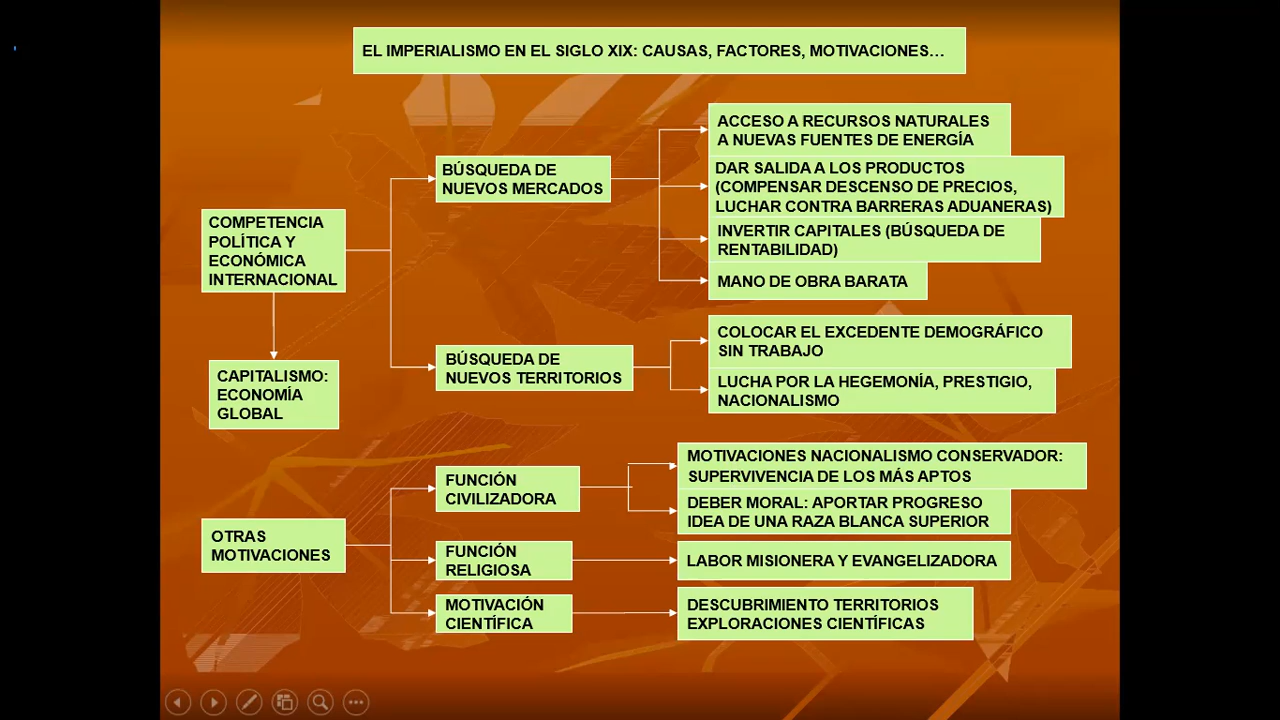 EL IMPERIALISMO EN EL SIGLO XIX: CAUSAS, FACTORES, MOTIVACIONES…
COMPETENCIA
POLÍTICA Y
ECONÓMICA
INTERNACIONAL
CAPITALISMO:
ECONOMÍA
GLOBAL
BÚSQUEDA DE
NUEVOS MERCADOS
ACCESO A RECURSOS NATURALES
A NUEVAS FUENTES DE ENERGÍA
DAR SALIDA A LOS PRODUCTOS
(COMPENSAR DESCENSO DE PRECIOS,
LUCHAR CONTRA BARRERAS ADUANERAS)
INVERTIR CAPITALES (BÚSQUEDA DE
RENTABILIDAD)
MANO DE OBRA BARATA
BÚSQUEDA DE
NUEVOS TERRITORIOS
COLOCAR EL EXCEDENTE DEMOGRÁFICO
SIN TRABAJO
LUCHA POR LA HEGEMONÍA, PRESTIGIO,
NACIONALISMO
OTRAS
MOTIVACIONES
FUNCIÓN
CIVILIZADORA
MOTIVACIONES NACIONALISMO CONSERVADOR:
SUPERVIVENCIA DE LOS MÁS APTOS
DEBER MORAL: APORTAR PROGRESO
IDEA DE UNA RAZA BLANCA SUPERIOR
FUNCIÓN
RELIGIOSA
LABOR MISIONERA Y EVANGELIZADORA
MOTIVACIÓN
CIENTÍFICA
DESCUBRIMIENTO TERRITORIOS
EXPLORACIONES CIENTÍFICAS